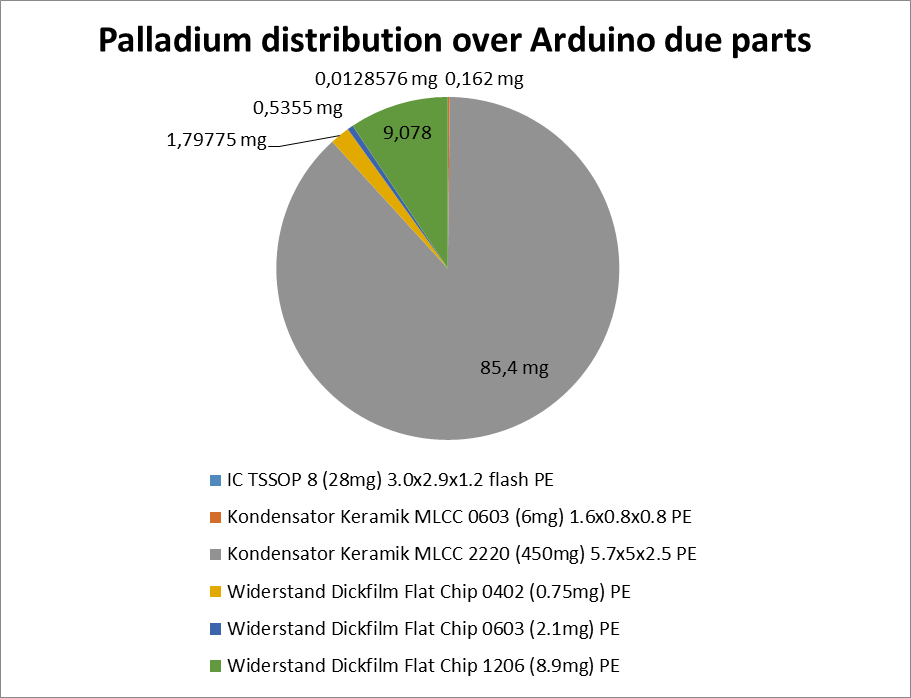 Palladium distribution over Arduino due parts
0,0128576 mg
0,162 mg
0,5355 mg
1,79775 mg
9,078
85,4 mg
IC TSSOP 8 (28mg) 3.0x2.9x1.2 flash PE
Kondensator Keramik MLCC 0603 (6mg) 1.6x0.8x0.8 PE
Kondensator Keramik MLCC 2220 (450mg) 5.7x5x2.5 PE
Widerstand Dickfilm Flat Chip 0402 (0.75mg) PE
Widerstand Dickfilm Flat Chip 0603 (2.1mg) PE
Widerstand Dickfilm Flat Chip 1206 (8.9mg) PE